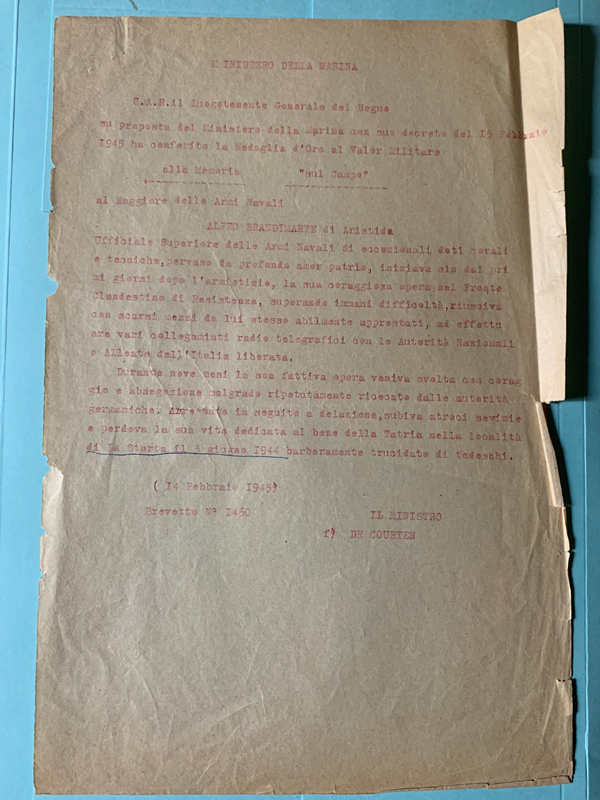 MINISTERO DELLA MARINA
S.A.R.il Luogotenente Generale del Regno
su proposta del Ministero della Marina con suo decreto del 15 Febbraio
1945 ha conferito la Medaglia d'Oro al Valor Militare
alla Memoria "sul Campo"
al Maggiore delle Armi Navali
ALFEO BRANDIMARTE di Aristide
Ufficiale Superiore delle Armi Navali di eccezionali doti morali
e tecniche,pervaso da profondo amor patrio, iniziava sin dai pri
mi giorni dopo l'armistizio, la sua coraggiosa opera nel Fronte
Clandestino di Resistenza, superando immani difficoltà,riusciva
con scarsi mezzi da lui stesso abilmente apprestati, ad effettu
are vari collegamenti radio telegrafici con le Autorità Nazionali
e Alleate dell'Italia liberata.
Durante nove mesi la sua fattiva opera veniva svolta con corag
gio e abnegazione malgrado ripetutamente ricecato dalle autorità
germaniche. Arrestato in seguito a delazione,subiva atroci sevizie
e perdeva la sua vita dedicata al bene della Patria nella località
di La Storta il 3 giugno 1944 barbaramente trucidato di tedeschi.
( 14 Febbraio 1945)
Brevetto N° 1460 IL MINISTRO
f) DE COURTEN